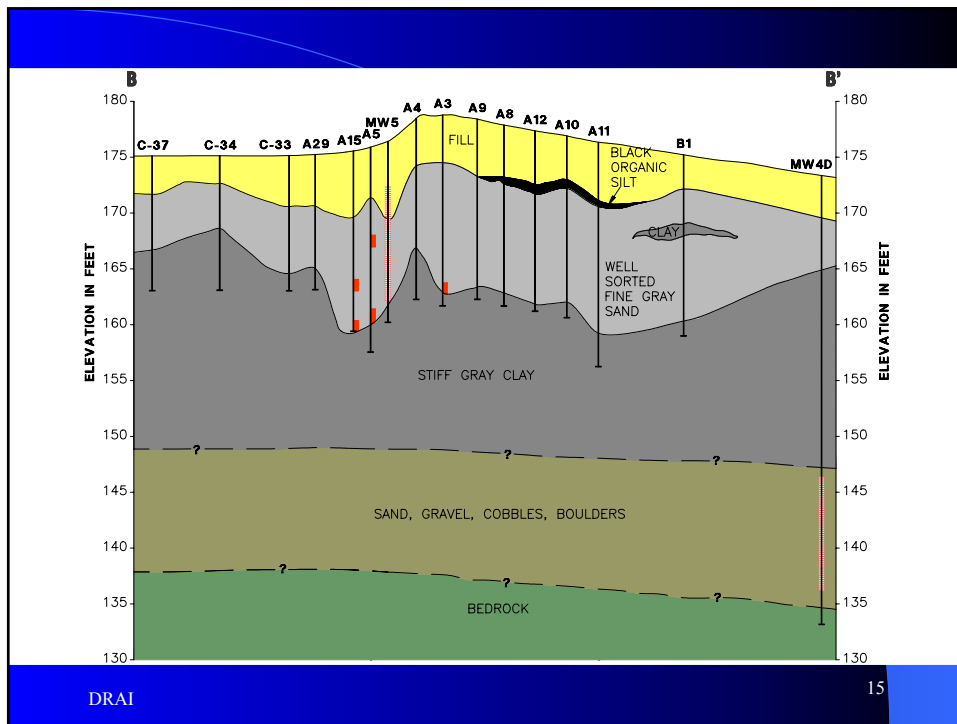 B B'
180 180
175 175
170 170
165 165
160 160
155 155
150 150
145 145
140 140
135 135
130 130
ELEVATION IN FEET
ELEVATION IN FEET
C-37
C-34
C-33
A29
A15
A5
MW5
A4
A3
A9
A8
A12
A10
A11
B1
MW4D
FILL
BLACK
ORGANIC
SILT
CLAY
WELL
SORTED
FINE GRAY
SAND
STIFF GRAY CLAY
? ? ?
SAND, GRAVEL, COBBLES, BOULDERS
? ? ?
BEDROCK
DRAI
15